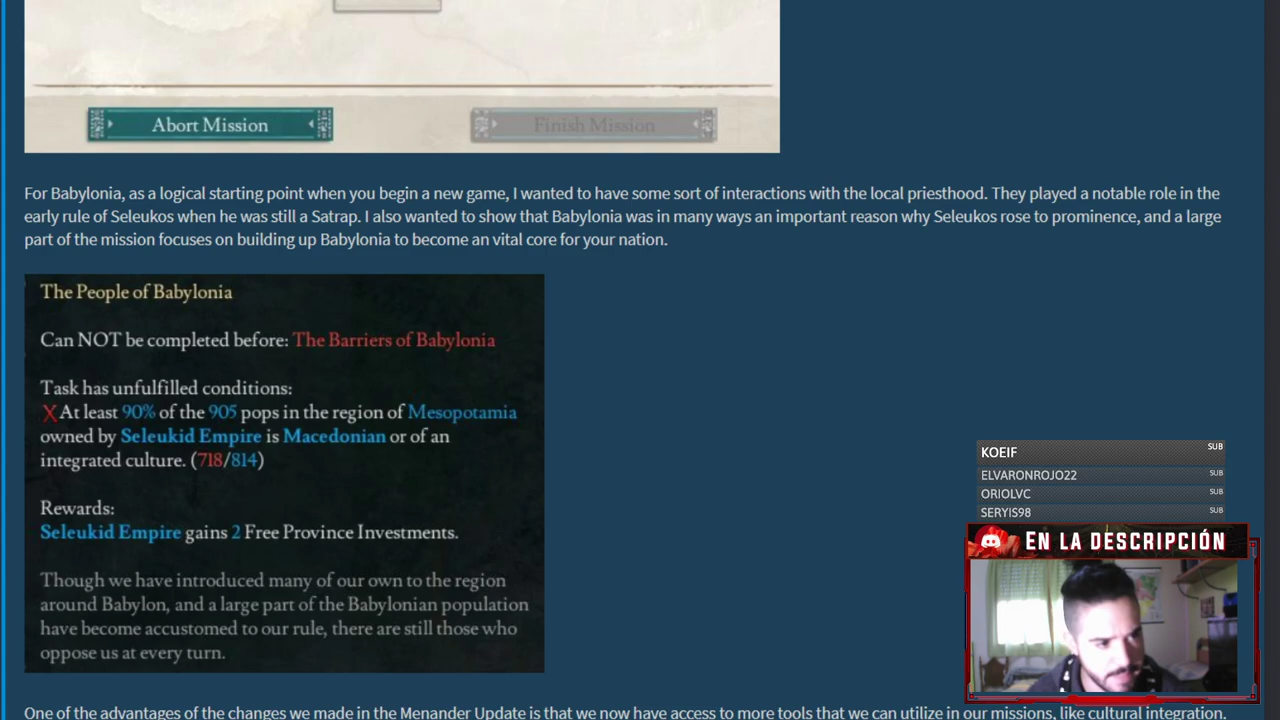 Abort Mission
Finish Mission
For Babylonia, as a logical starting point when you begin a new game, I wanted to have some sort of interactions with the local priesthood. They played a notable role in the
early rule of Seleukos when he was still a Satrap. I also wanted to show that Babylonia was in many ways an important reason why Seleukos rose to prominence, and a large
part of the mission focuses on building up Babylonia to become an vital core for your nation.
The People of Babylonia
Can NOT be completed before: The Barriers of Babylonia
Task has unfulfilled conditions:
X At least 90% of the 905 pops in the region of Mesopotamia
owned by Seleukid Empire is Macedonian or of an
integrated culture. (718/814)
Rewards:
Seleukid Empire gains 2 Free Province Investments.
Though we have introduced many of our own to the region
around Babylon, and a large part of the Babylonian population
have become accustomed to our rule, there are still those who
oppose us at every turn.
KOEIF SUB
ELVARONROJO22 SUB
ORIOLVC SUB
SERYIS98 SUB
EN LA DESCRIPCIÓN
One of the advantages of the changes we made in the Menander Update is that we now have access to more tools that we can utilize in our missions, like cultural integration.